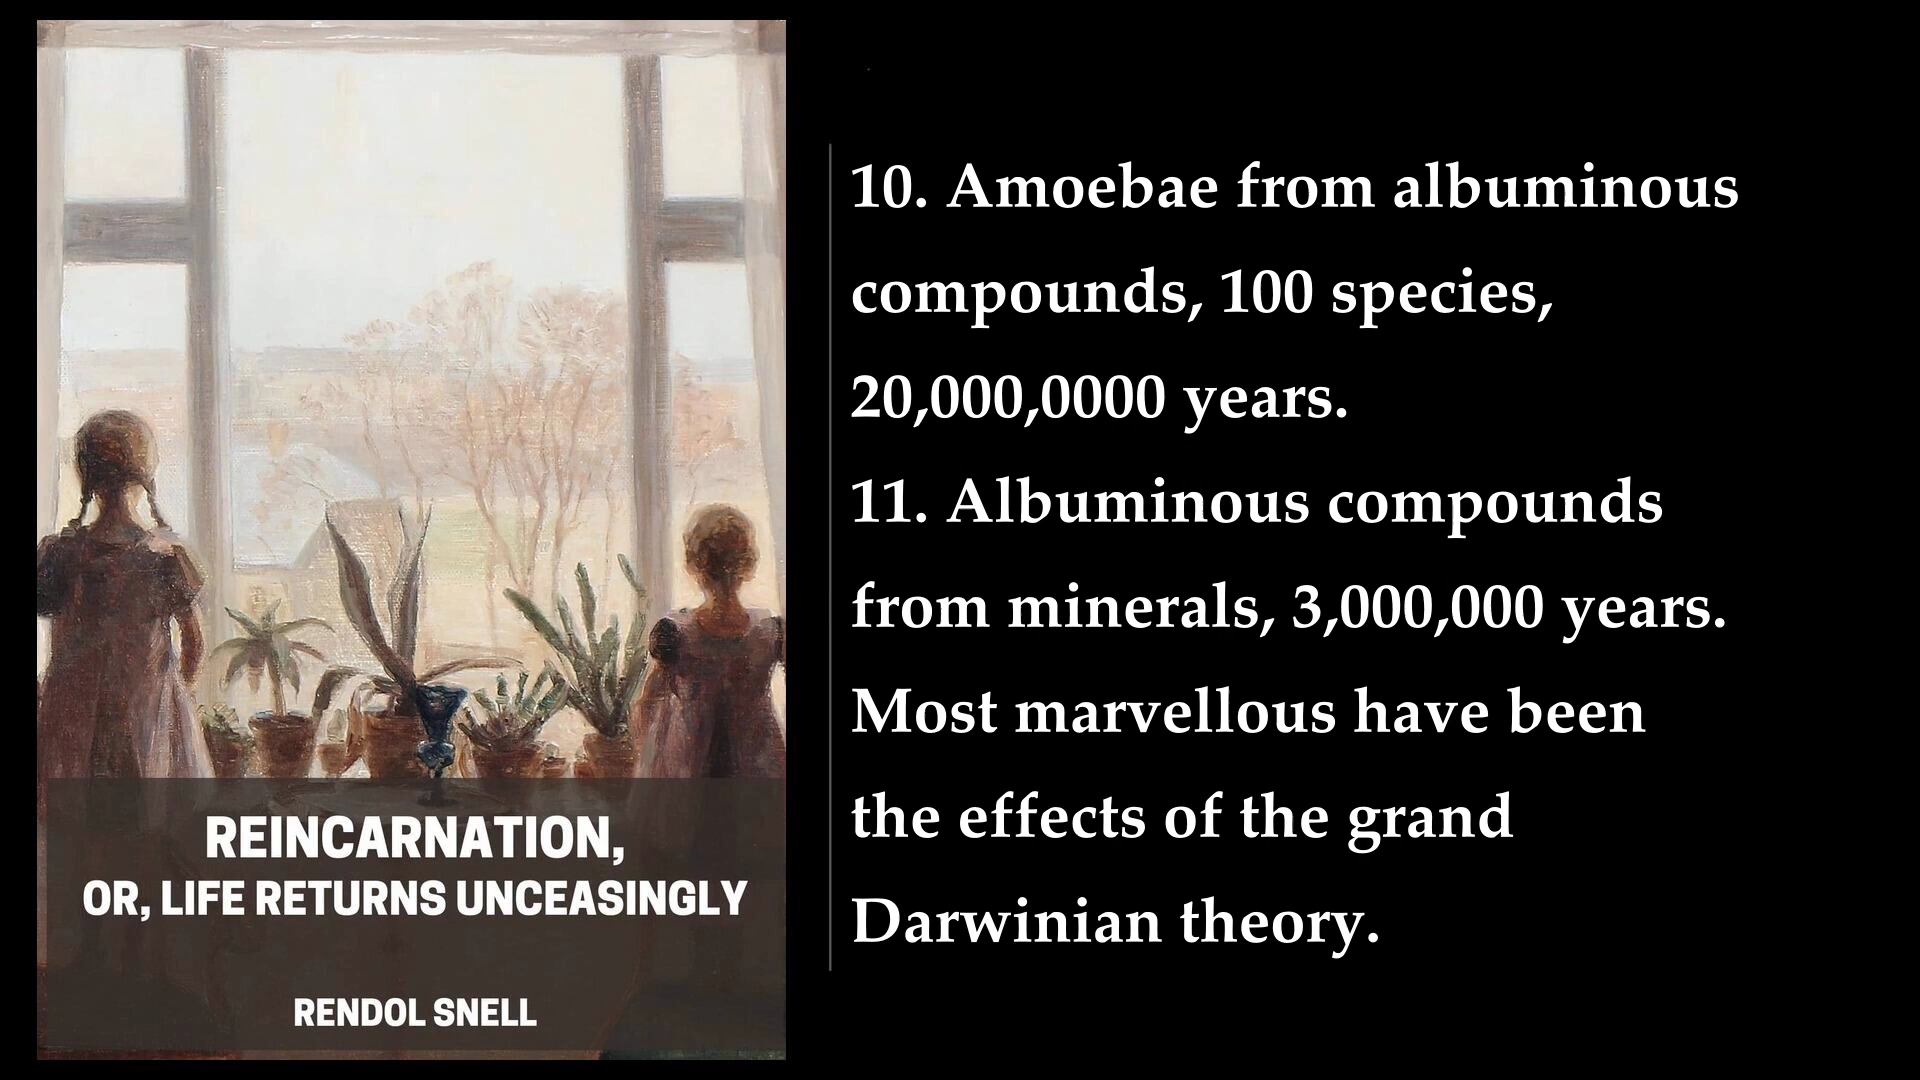 REINCARNATION,
OR, LIFE RETURNS UNCEASINGLY
RENDOL SNELL
10. Amoebae from albuminous
compounds, 100 species,
20,000,0000 years.
11. Albuminous compounds
from minerals, 3,000,000 years.
Most marvellous have been
the effects of the grand
Darwinian theory.